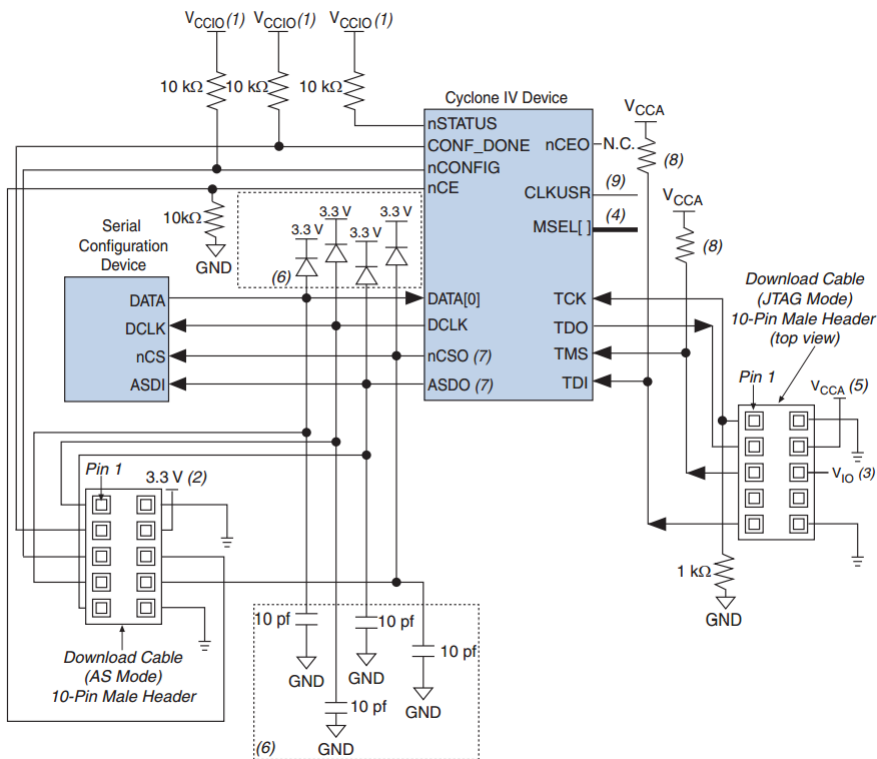 VCCIO (1) VCCIO (1) VCCIO (1)
10 kΩ 10 kΩ 10 kΩ
Cyclone IV Device
nSTATUS
CONF_DONE
nCONFIG
nCE
nCEO N.C.
CLKUSR (9)
MSEL[ ] (4)
VCCA
(8)
VCCA
(8)
10kΩ
GND
3.3 V
3.3 V
3.3 V
3.3 V
(6)
Serial
Configuration
Device
DATA
DCLK
nCS
ASDI
DATA[0]
DCLK
nCSO (7)
ASDO (7)
TCK
TDO
TMS
TDI
Download Cable
(JTAG Mode)
10-Pin Male Header
(top view)
Pin 1
VCCA (5)
VIO (3)
1 kΩ
GND
Pin 1
3.3 V (2)
Download Cable
(AS Mode)
10-Pin Male Header
10 pf
GND
10 pf
GND
10 pf
GND
10 pf
GND
(6)